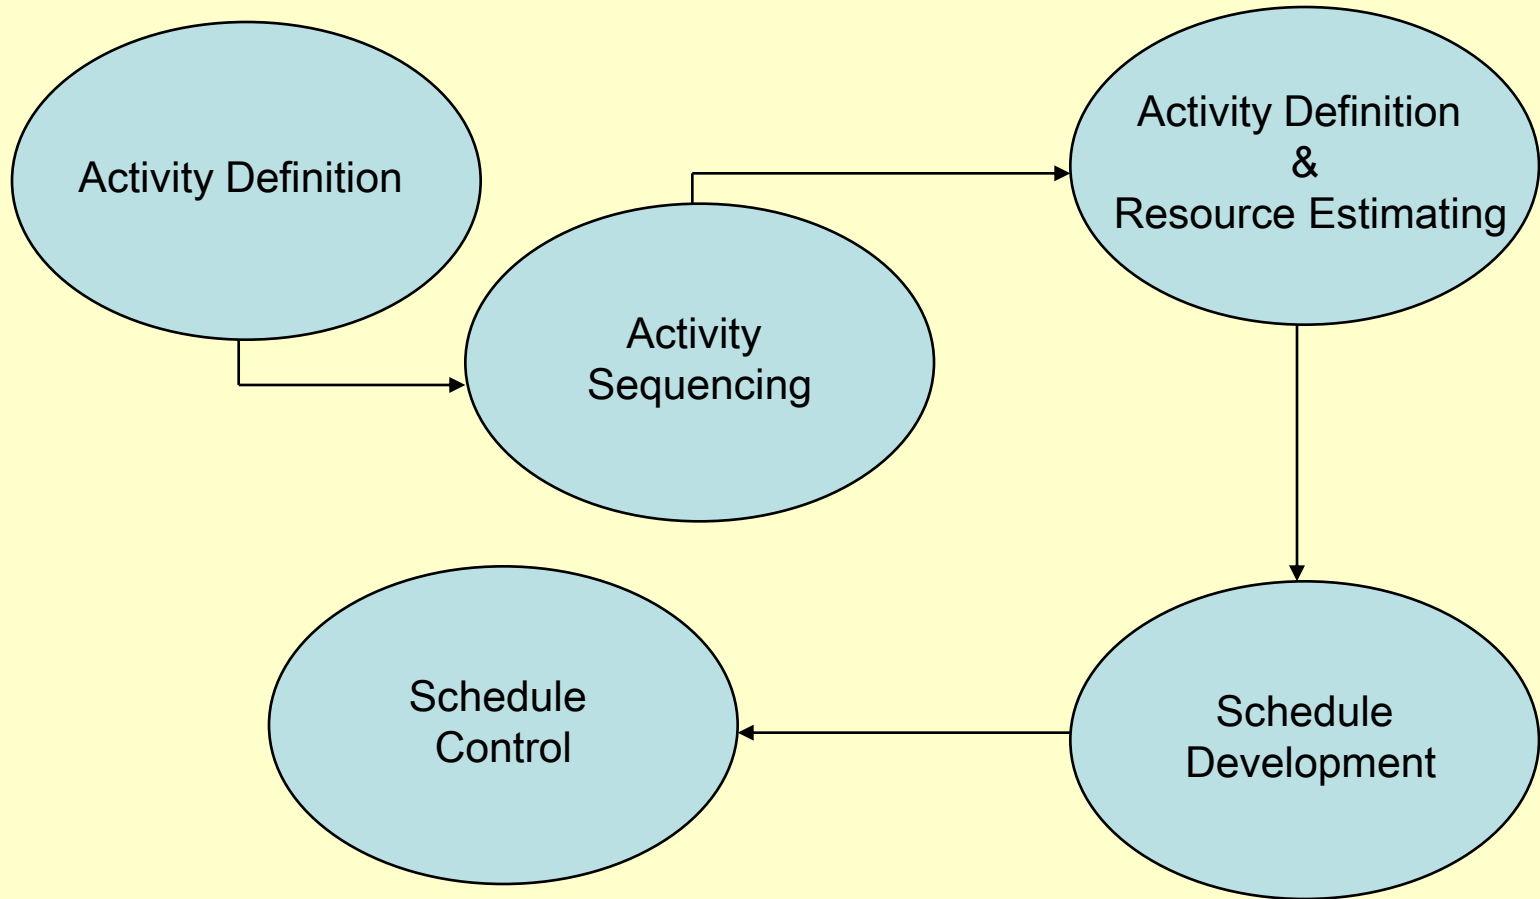 Activity Definition
Activity
Sequencing
Activity Definition
&
Resource Estimating
Schedule
Development
Schedule
Control